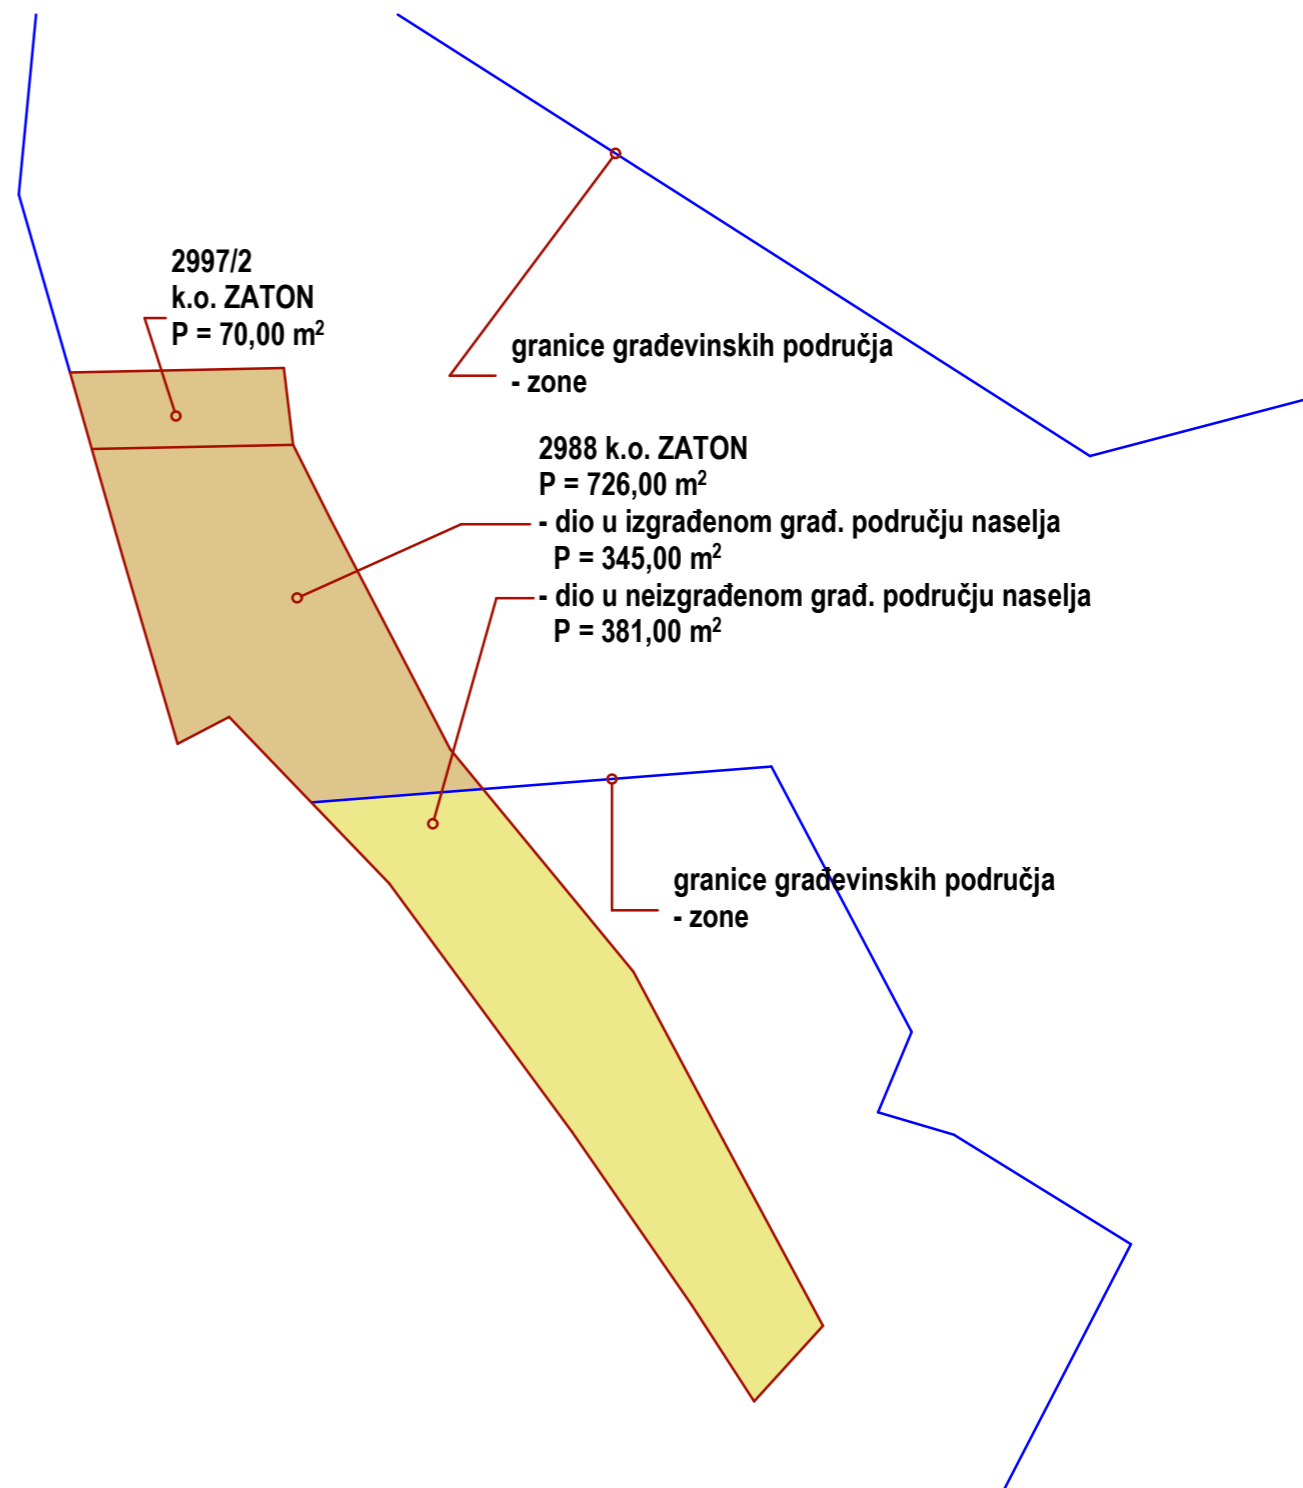 2997/2
k.o. ZATON
P = 70,00 m²
granice građevinskih područja
- zone
2988 k.o. ZATON
P = 726,00 m²
- dio u izgrađenom građ. području naselja
P = 345,00 m²
- dio u neizgrađenom građ. području naselja
P = 381,00 m²
granice građevinskih područja
- zone